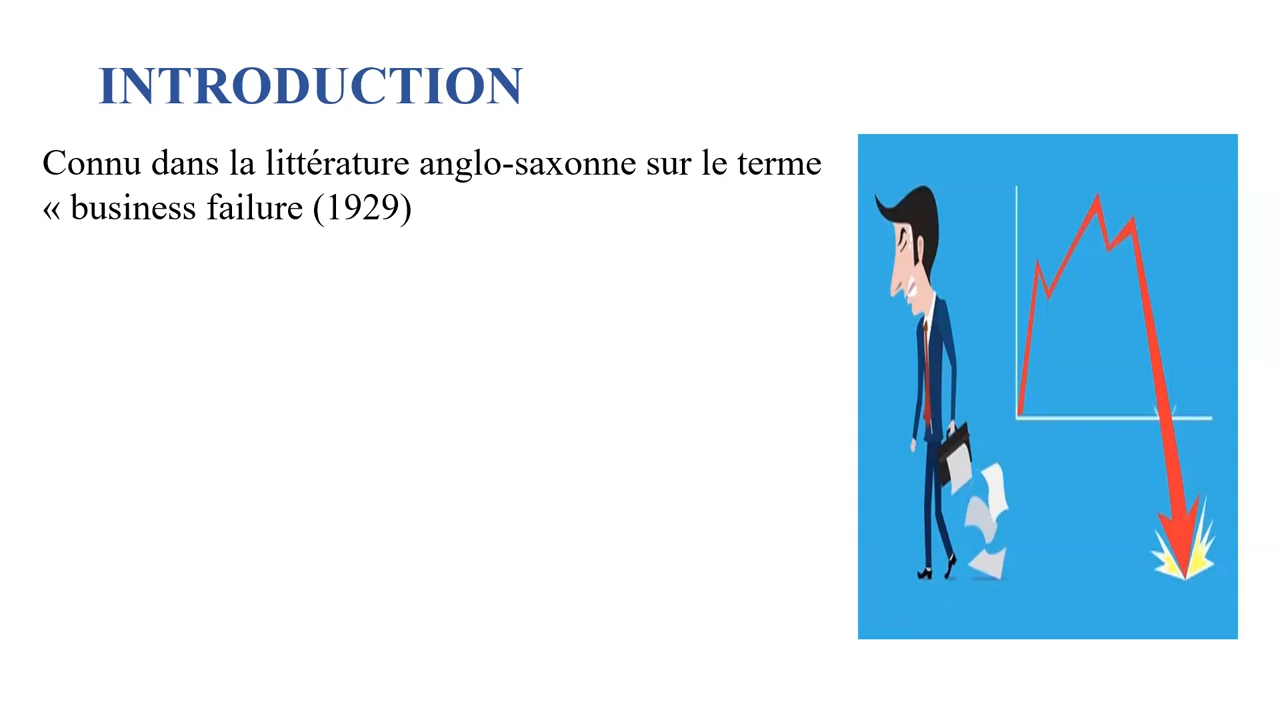 INTRODUCTION
Connu dans la littérature anglo-saxonne sur le terme
« business failure (1929)